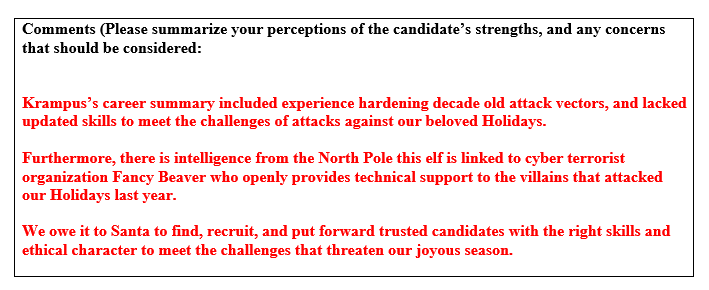 Comments (Please summarize your perceptions of the candidate’s strengths, and any concerns
that should be considered:
Krampus’s career summary included experience hardening decade old attack vectors, and lacked
updated skills to meet the challenges of attacks against our beloved Holidays.
Furthermore, there is intelligence from the North Pole this elf is linked to cyber terrorist
organization Fancy Beaver who openly provides technical support to the villains that attacked
our Holidays last year.
We owe it to Santa to find, recruit, and put forward trusted candidates with the right skills and
ethical character to meet the challenges that threaten our joyous season.